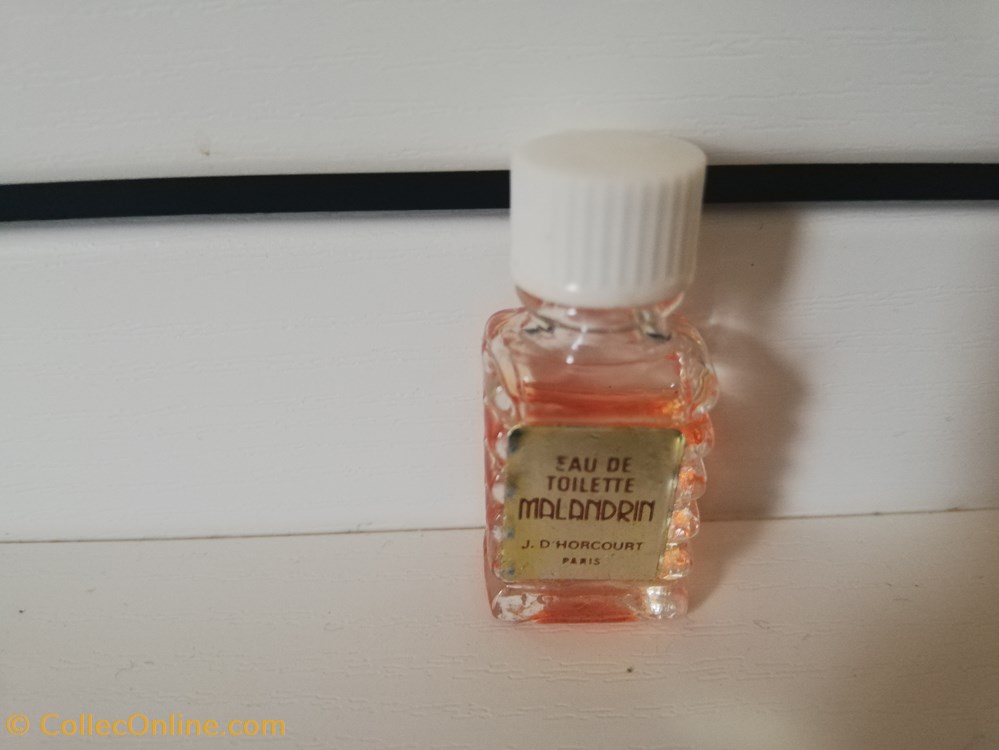 EAU DE
TOILETTE
MALANDRIN
J. D'HORCOURT
PARIS
© CollecOnline.com